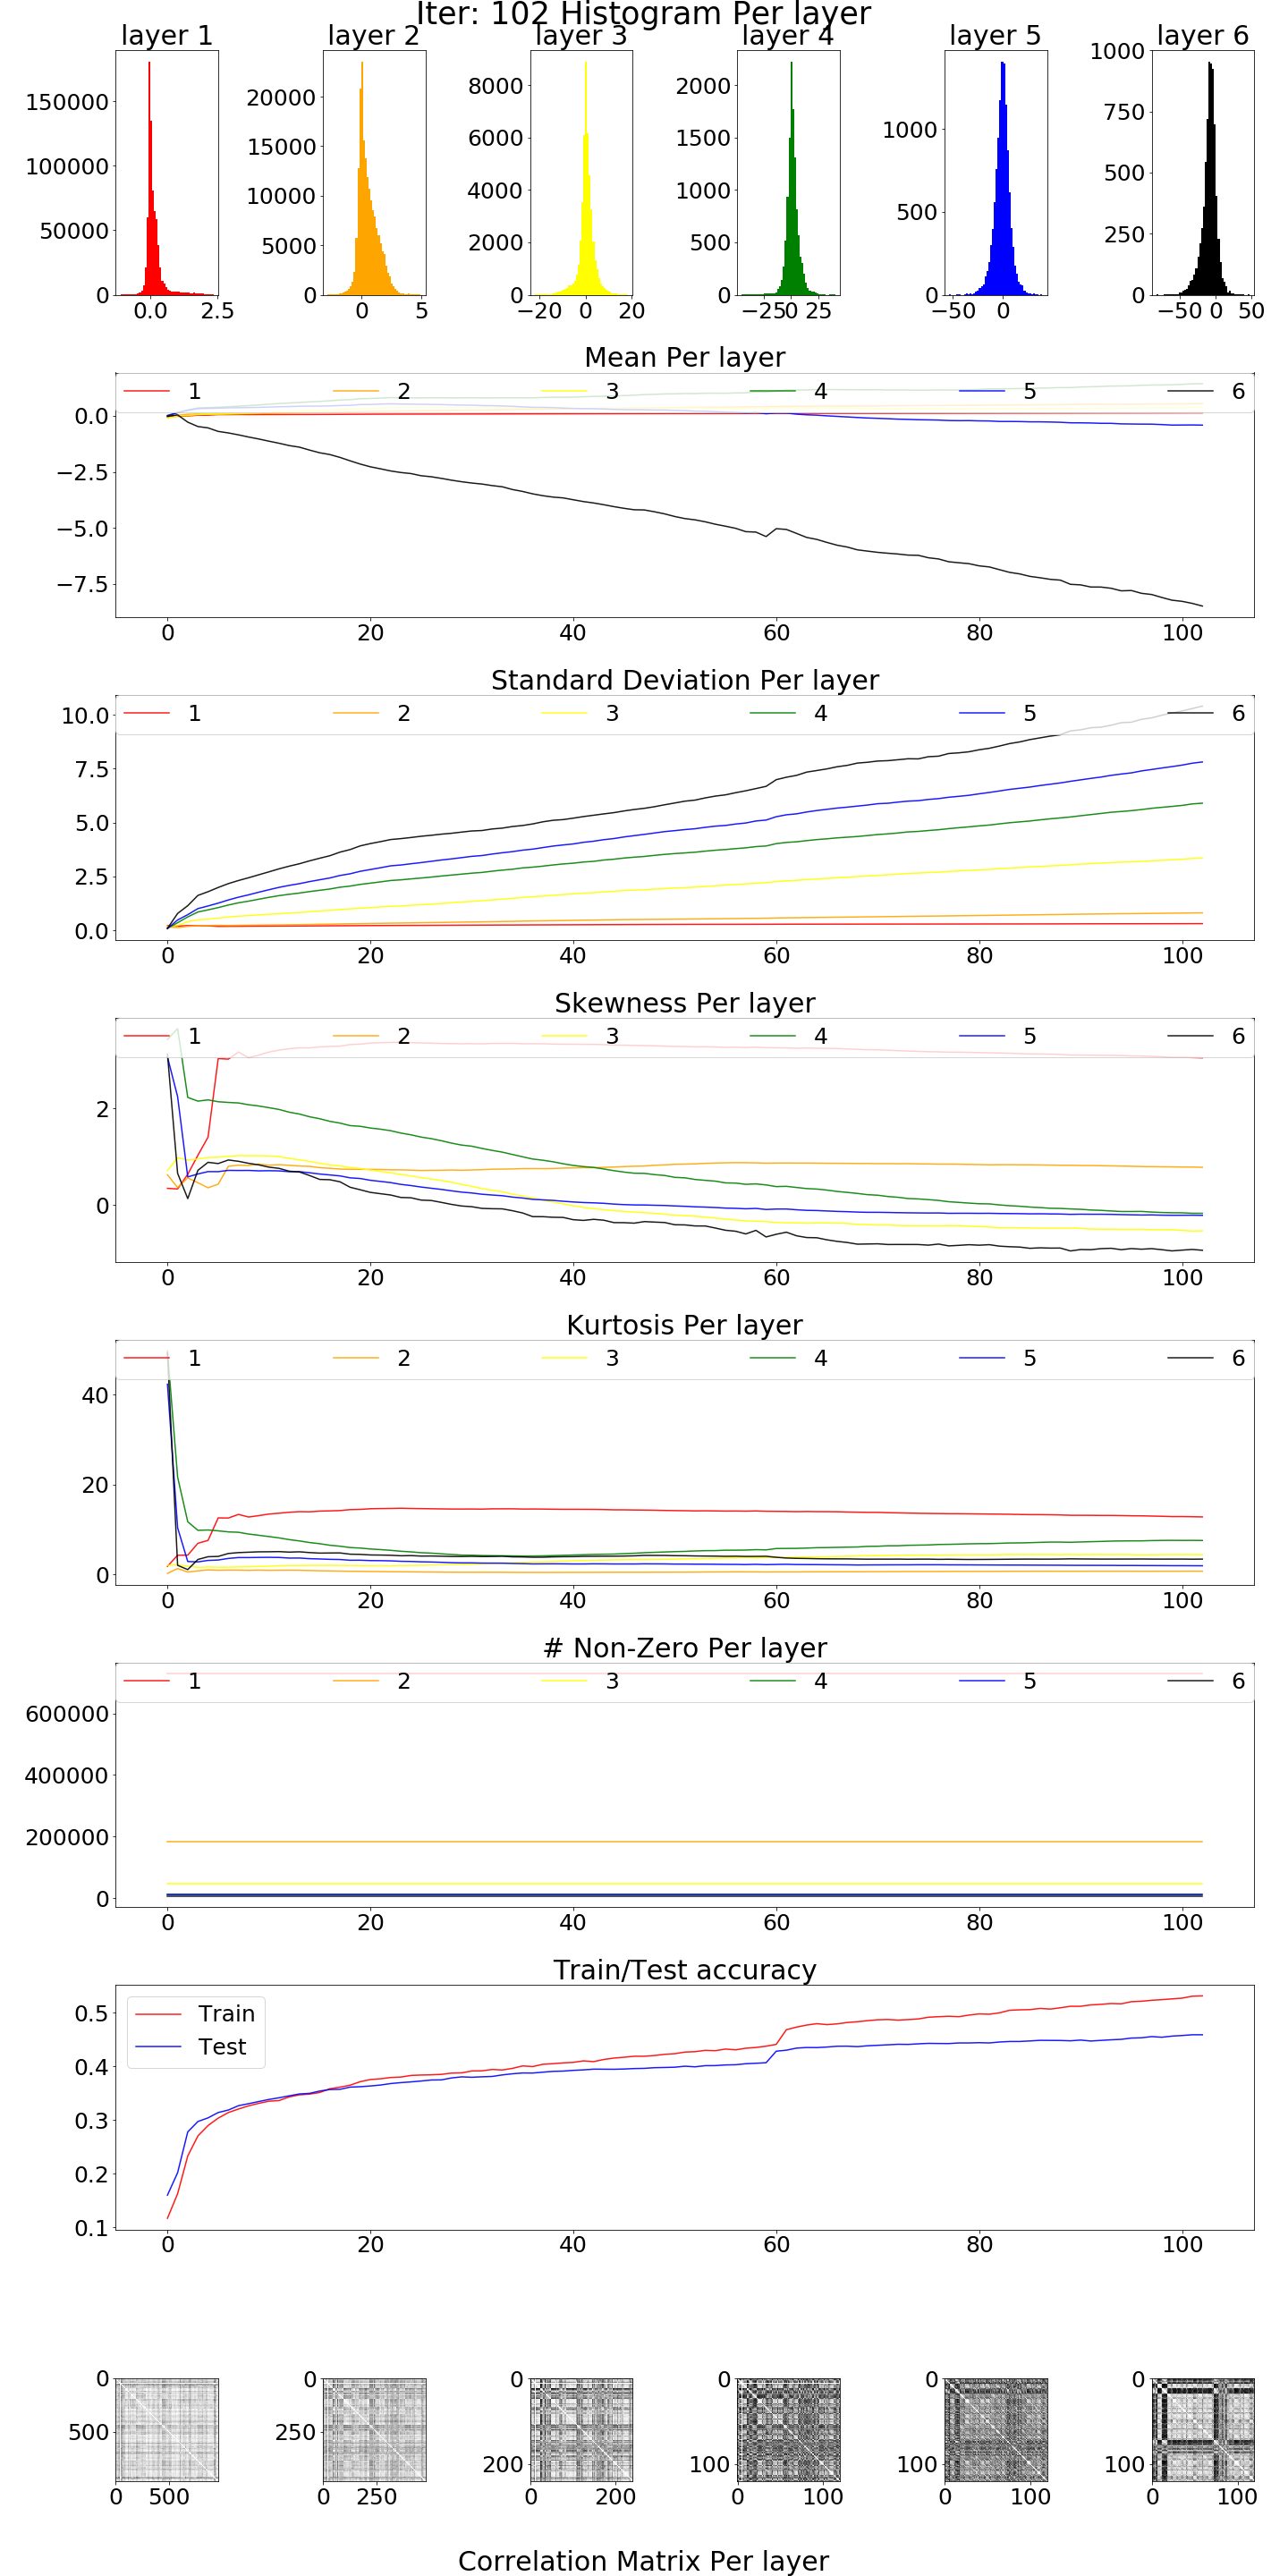 Iter: 102 Histogram Per layer
layer 1 layer 2 layer 3 layer 4 layer 5 layer 6
150000 100000 50000 0
0.0 2.5
20000 15000 10000 5000 0
0 5
8000 6000 4000 2000 0
−20 0 20
2000 1500 1000 500 0
−25 0 25
1000 500 0
−50 0
1000 750 500 250 0
−50 0 50
Mean Per layer
1 2 3 4 5 6
0.0
−2.5
−5.0
−7.5
0 20 40 60 80 100
Standard Deviation Per layer
1 2 3 4 5 6
10.0
7.5
5.0
2.5
0.0
0 20 40 60 80 100
Skewness Per layer
1 2 3 4 5 6
2
0
0 20 40 60 80 100
Kurtosis Per layer
1 2 3 4 5 6
40
20
0
0 20 40 60 80 100
# Non-Zero Per layer
1 2 3 4 5 6
600000
400000
200000
0
0 20 40 60 80 100
Train/Test accuracy
Train
Test
0.5
0.4
0.3
0.2
0.1
0 20 40 60 80 100
0 500
0 500
0 250
0 250
0 200
0 200
0 100
0 100
0 100
0 100
0 100
0 100
Correlation Matrix Per layer